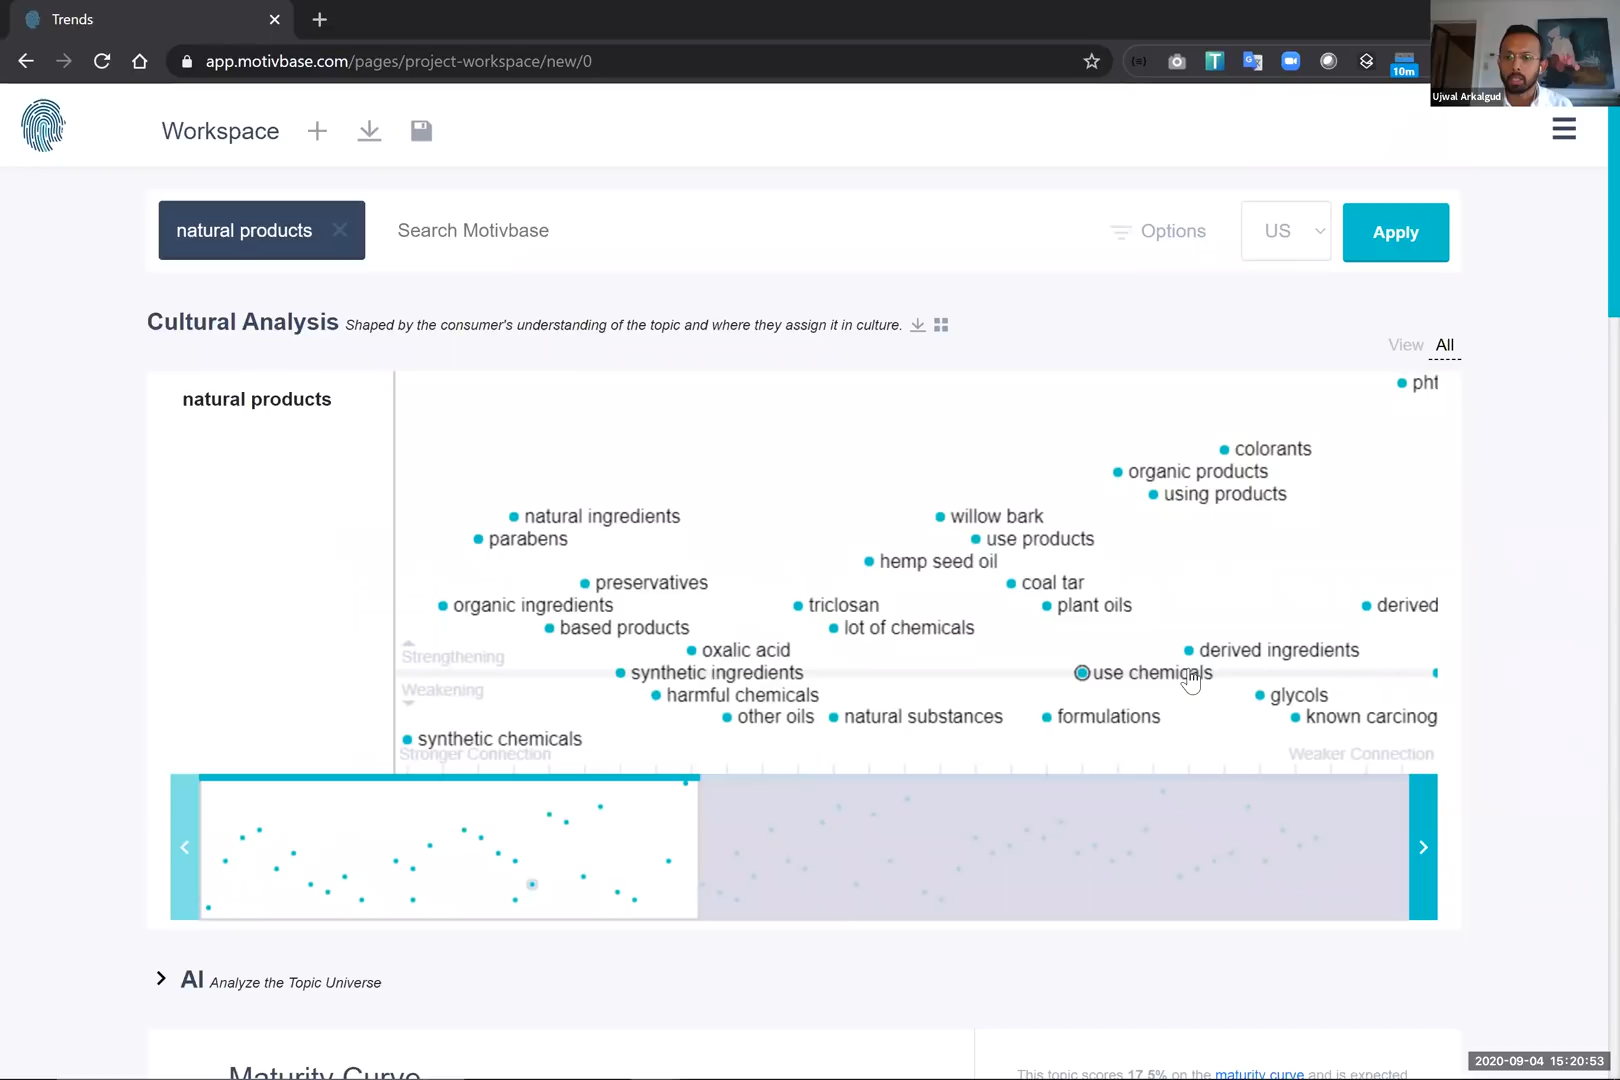 Trends
app.motivbase.com/pages/project-workspace/new/0
10m
Ujwal Arkalgud
Workspace
natural products
Search Motivbase
Options
US
Apply
Cultural Analysis Shaped by the consumer's understanding of the topic and where they assign it in culture.
View All
natural products
pht
colorants
organic products
using products
natural ingredients
willow bark
parabens
use products
hemp seed oil
preservatives
coal tar
organic ingredients
triclosan
plant oils
derived
based products
lot of chemicals
oxalic acid
derived ingredients
Strengthening
synthetic ingredients
use chemicals
Weakening
harmful chemicals
glycols
other oils
natural substances
formulations
known carcinog
synthetic chemicals
Stronger Connection
Weaker Connection
AI Analyze the Topic Universe
Maturity Curve
This topic scores 17.5% on the maturity curve and is expected
2020-09-04 15:20:53